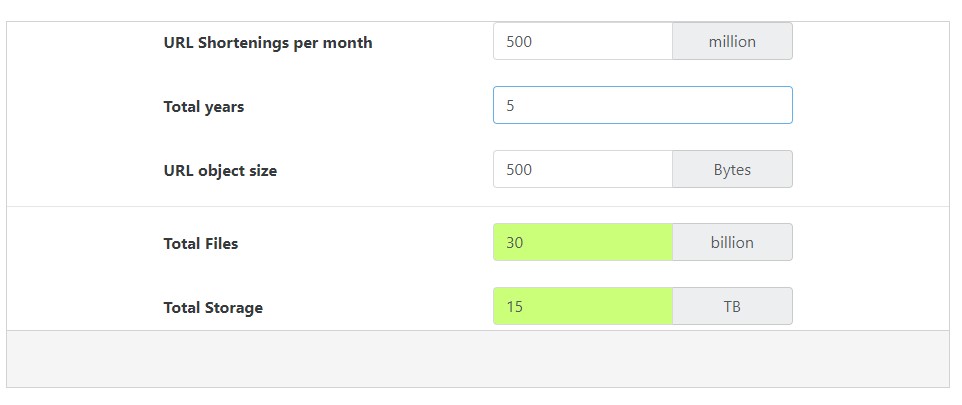 URL Shortenings per month 500 million
Total years 5
URL object size 500 Bytes
Total Files 30 billion
Total Storage 15 TB